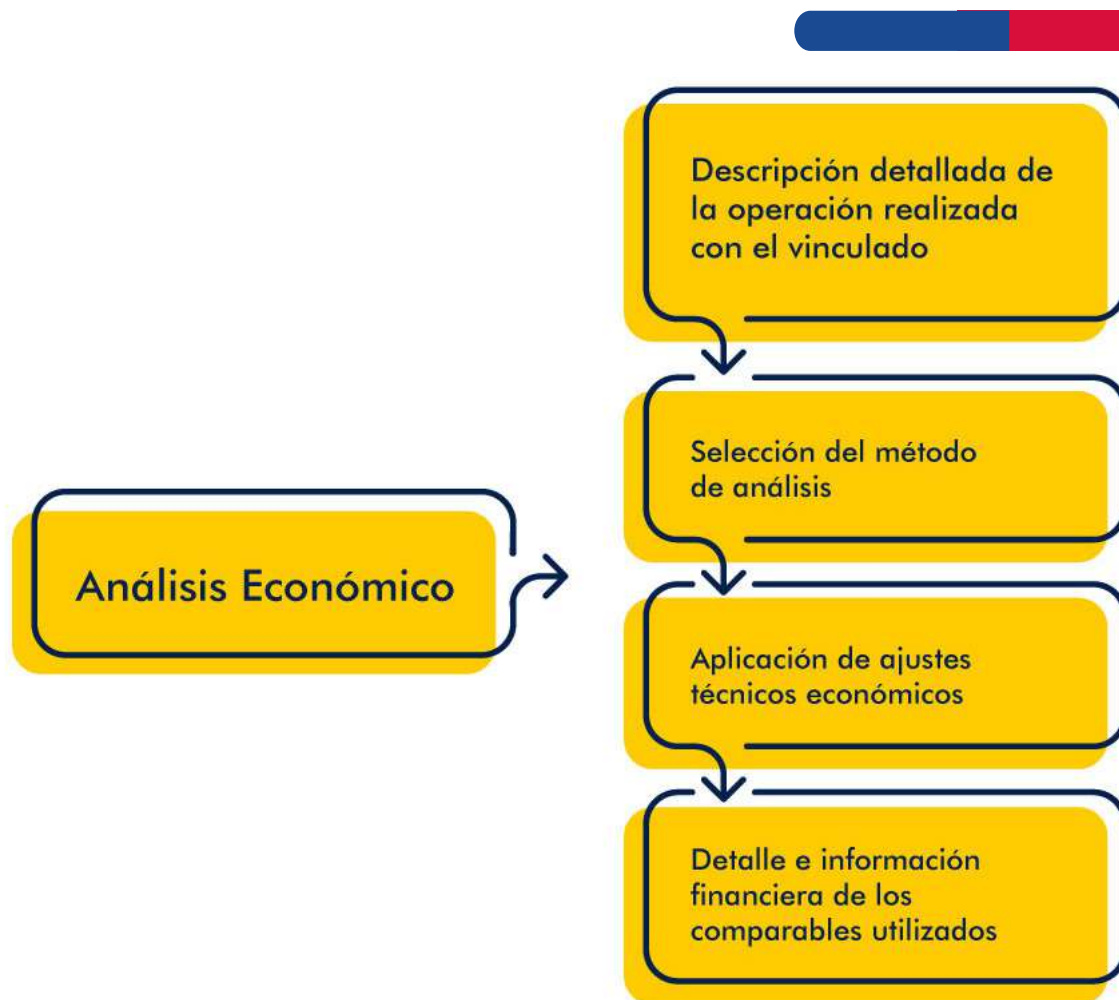 Análisis Económico
Descripción detallada de
la operación realizada
con el vinculado
Selección del método
de análisis
Aplicación de ajustes
técnicos económicos
Detalle e información
financiera de los
comparables utilizados